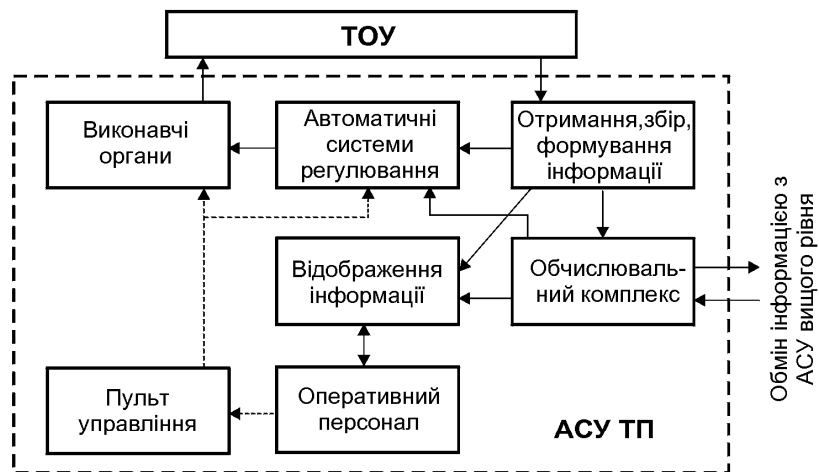 ТОУ
Виконавчі
органи
Автоматичні
системи
регулювання
Отримання,збір,
формування
інформації
Відображення
інформації
Обчислюваль-
ний комплекс
Обмін інформацією з
АСУ вищого рівня
Пульт
управління
Оперативний
персонал
АСУ ТП